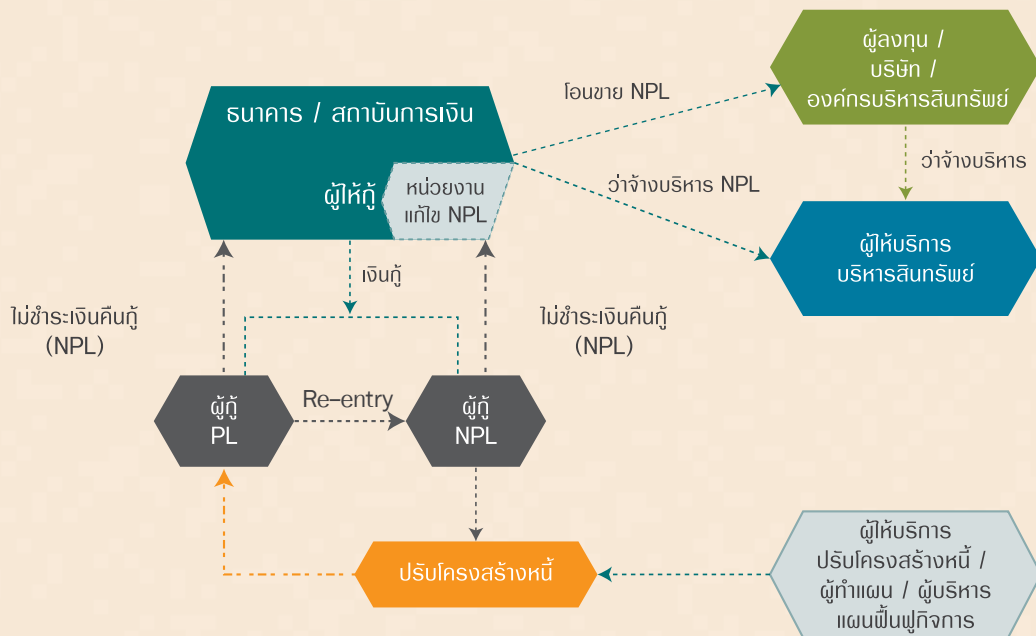 ผู้ลงทุน /
บริษัท /
องค์กรบริหารสินทรัพย์
โอนขาย NPL
ธนาคาร / สถาบันการเงิน
ว่าจ้างบริหาร
ว่าจ้างบริหาร NPL
ผู้ให้กู้
หน่วยงาน
แก้ไข NPL
ผู้ให้บริการ
บริหารสินทรัพย์
เงินกู้
ไม่ชำระเงินคืนกู้
(NPL)
ไม่ชำระเงินคืนกู้
(NPL)
ผู้กู้
PL
Re-entry
ผู้กู้
NPL
ปรับโครงสร้างหนี้
ผู้ให้บริการ
ปรับโครงสร้างหนี้ /
ผู้ทำแผน / ผู้บริหาร
แผนฟื้นฟูกิจการ